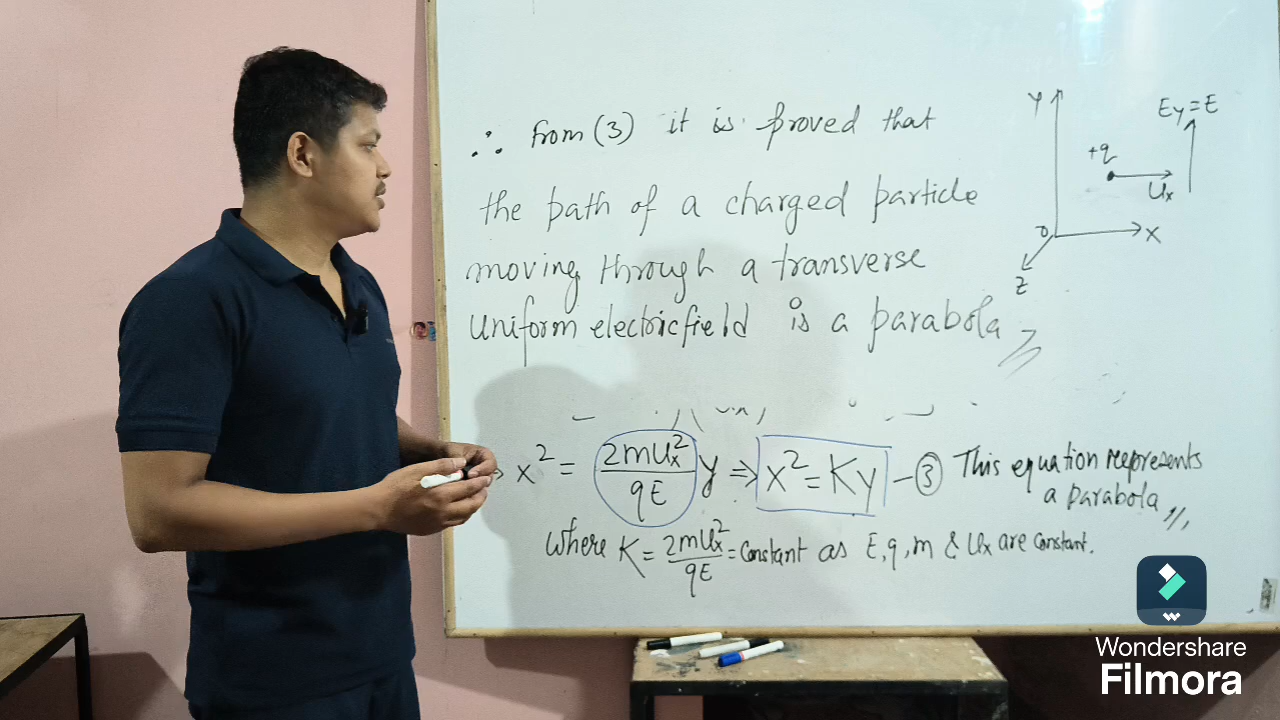 ∴ From (3) it is proved that
the path of a charged particle
moving through a transverse
uniform electric field is a parabola
Y
Ey = E
+q
Ux
O
X
Z
x² = 2mUx²/qE y ⇒ x² = Ky – ③ This equation represents
a parabola
Where K = 2mUx²/qE = constant as E, q, m & Ux are constant.
Wondershare
Filmora